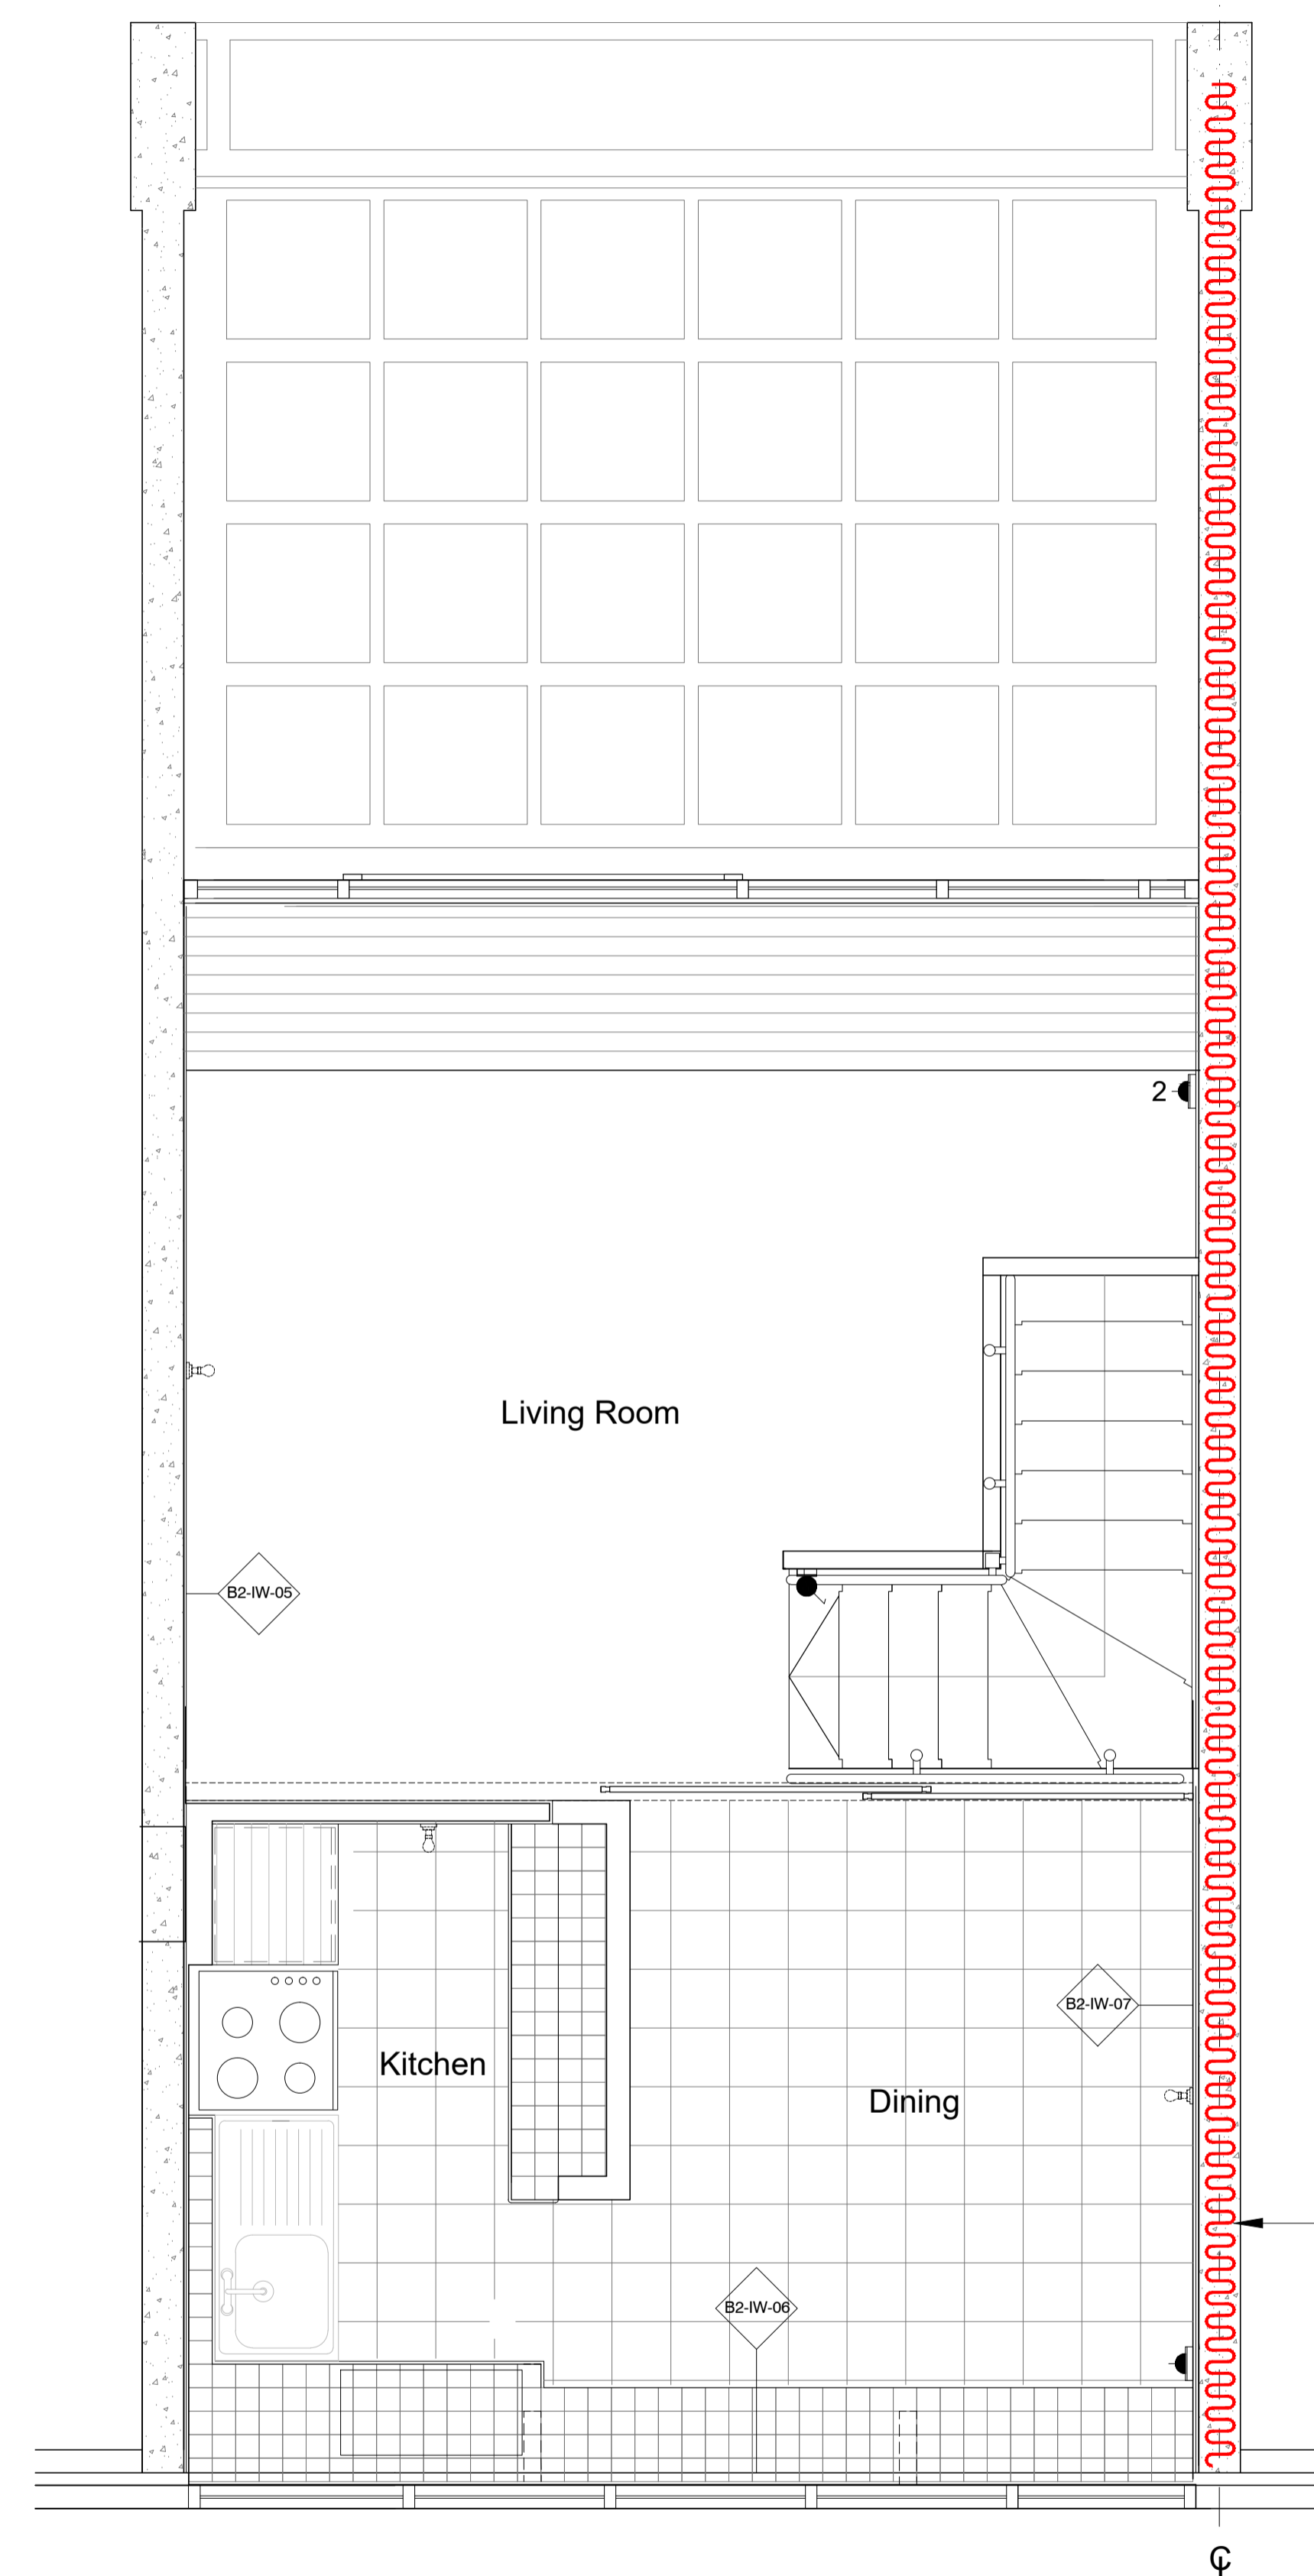 2
Living Room
B2-IW-05
B2-IW-07
Kitchen
Dining
B2-IW-06
℄